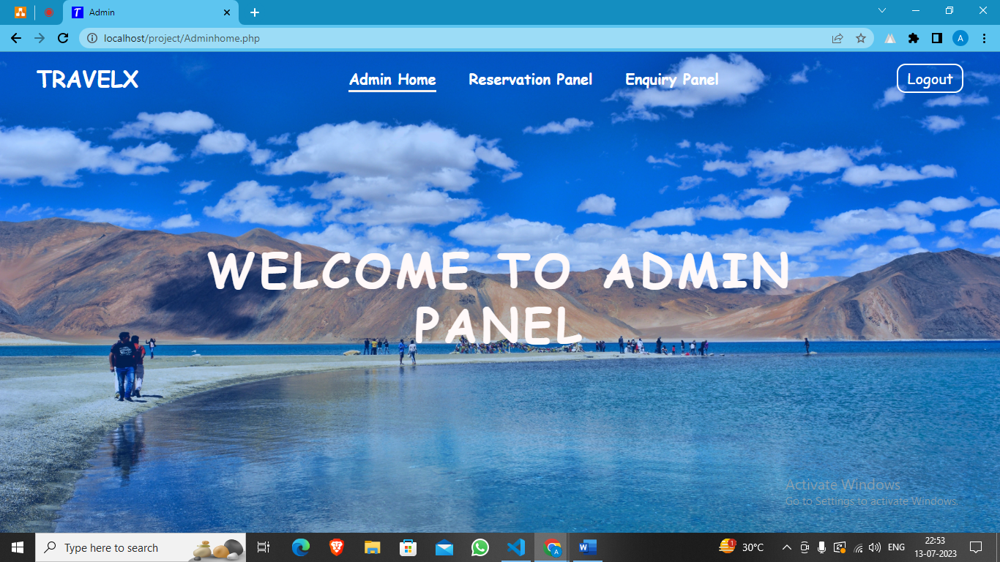 Admin
localhost/project/Adminhome.php
A
TRAVELX
Admin Home
Reservation Panel
Enquiry Panel
Logout
WELCOME TO ADMIN
PANEL
Activate Windows
Go to Settings to activate Windows.
Type here to search
1
30°C
ENG
22:53
13-07-2023